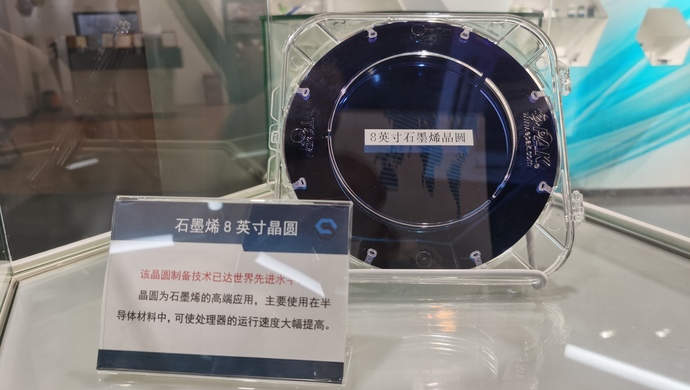 8英寸石墨烯晶圆
石墨烯 8 英寸晶圆
该晶圆制备技术已达世界先进水
晶圆为石墨烯的高端应用，主要使用在半
导体材料中，可使处理器的运行速度大幅提高。